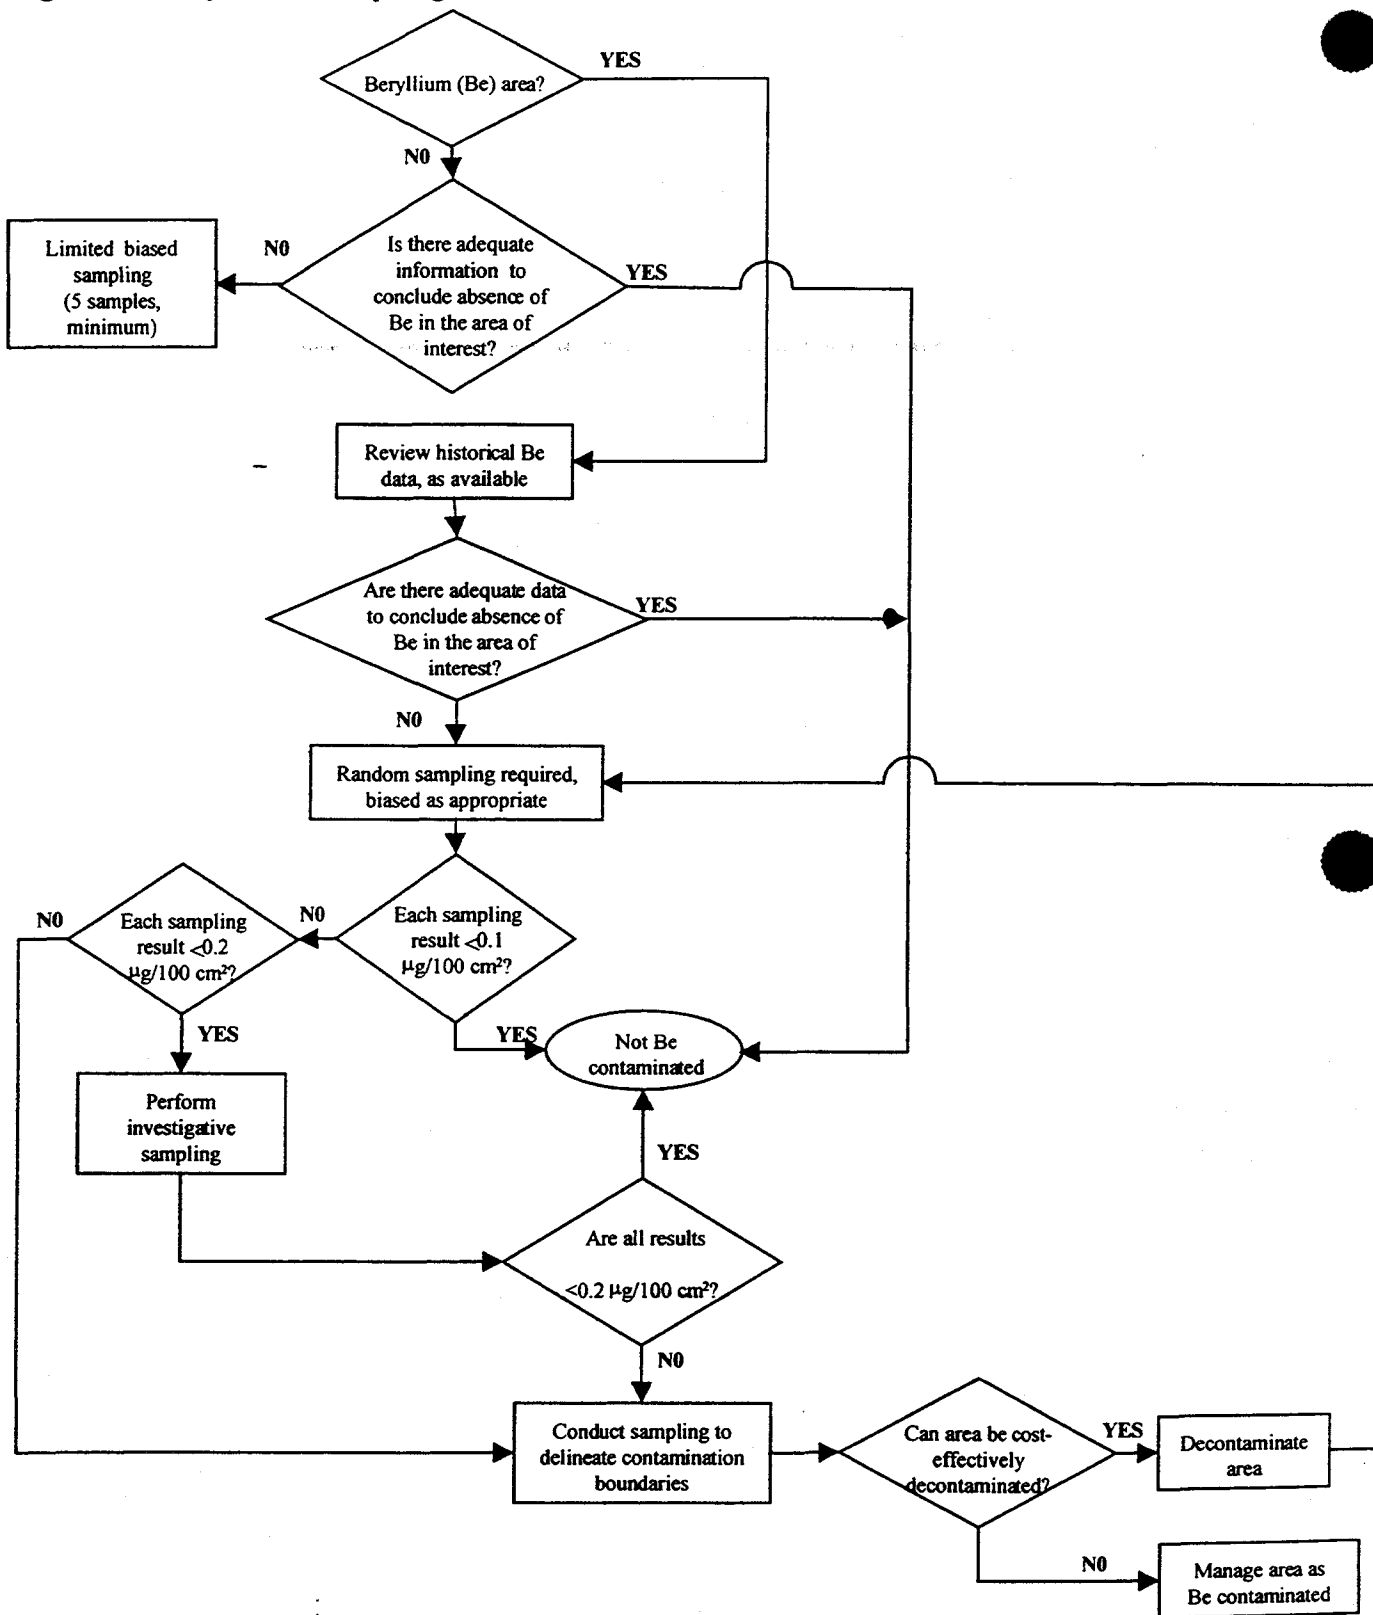 Beryllium (Be) area?
YES
N0
Limited biased
sampling
(5 samples,
minimum)
N0
Is there adequate
information to
conclude absence of
Be in the area of
interest?
YES
Review historical Be
data, as available
Are there adequate data
to conclude absence of
Be in the area of
interest?
YES
N0
Random sampling required,
biased as appropriate
N0
Each sampling
result <0.2
µg/100 cm²?
N0
Each sampling
result <0.1
µg/100 cm²?
YES
YES
Not Be
contaminated
Perform
investigative
sampling
YES
Are all results
<0.2 µg/100 cm²?
N0
Conduct sampling to
delineate contamination
boundaries
Can area be cost-
effectively
decontaminated?
YES
Decontaminate
area
N0
Manage area as
Be contaminated